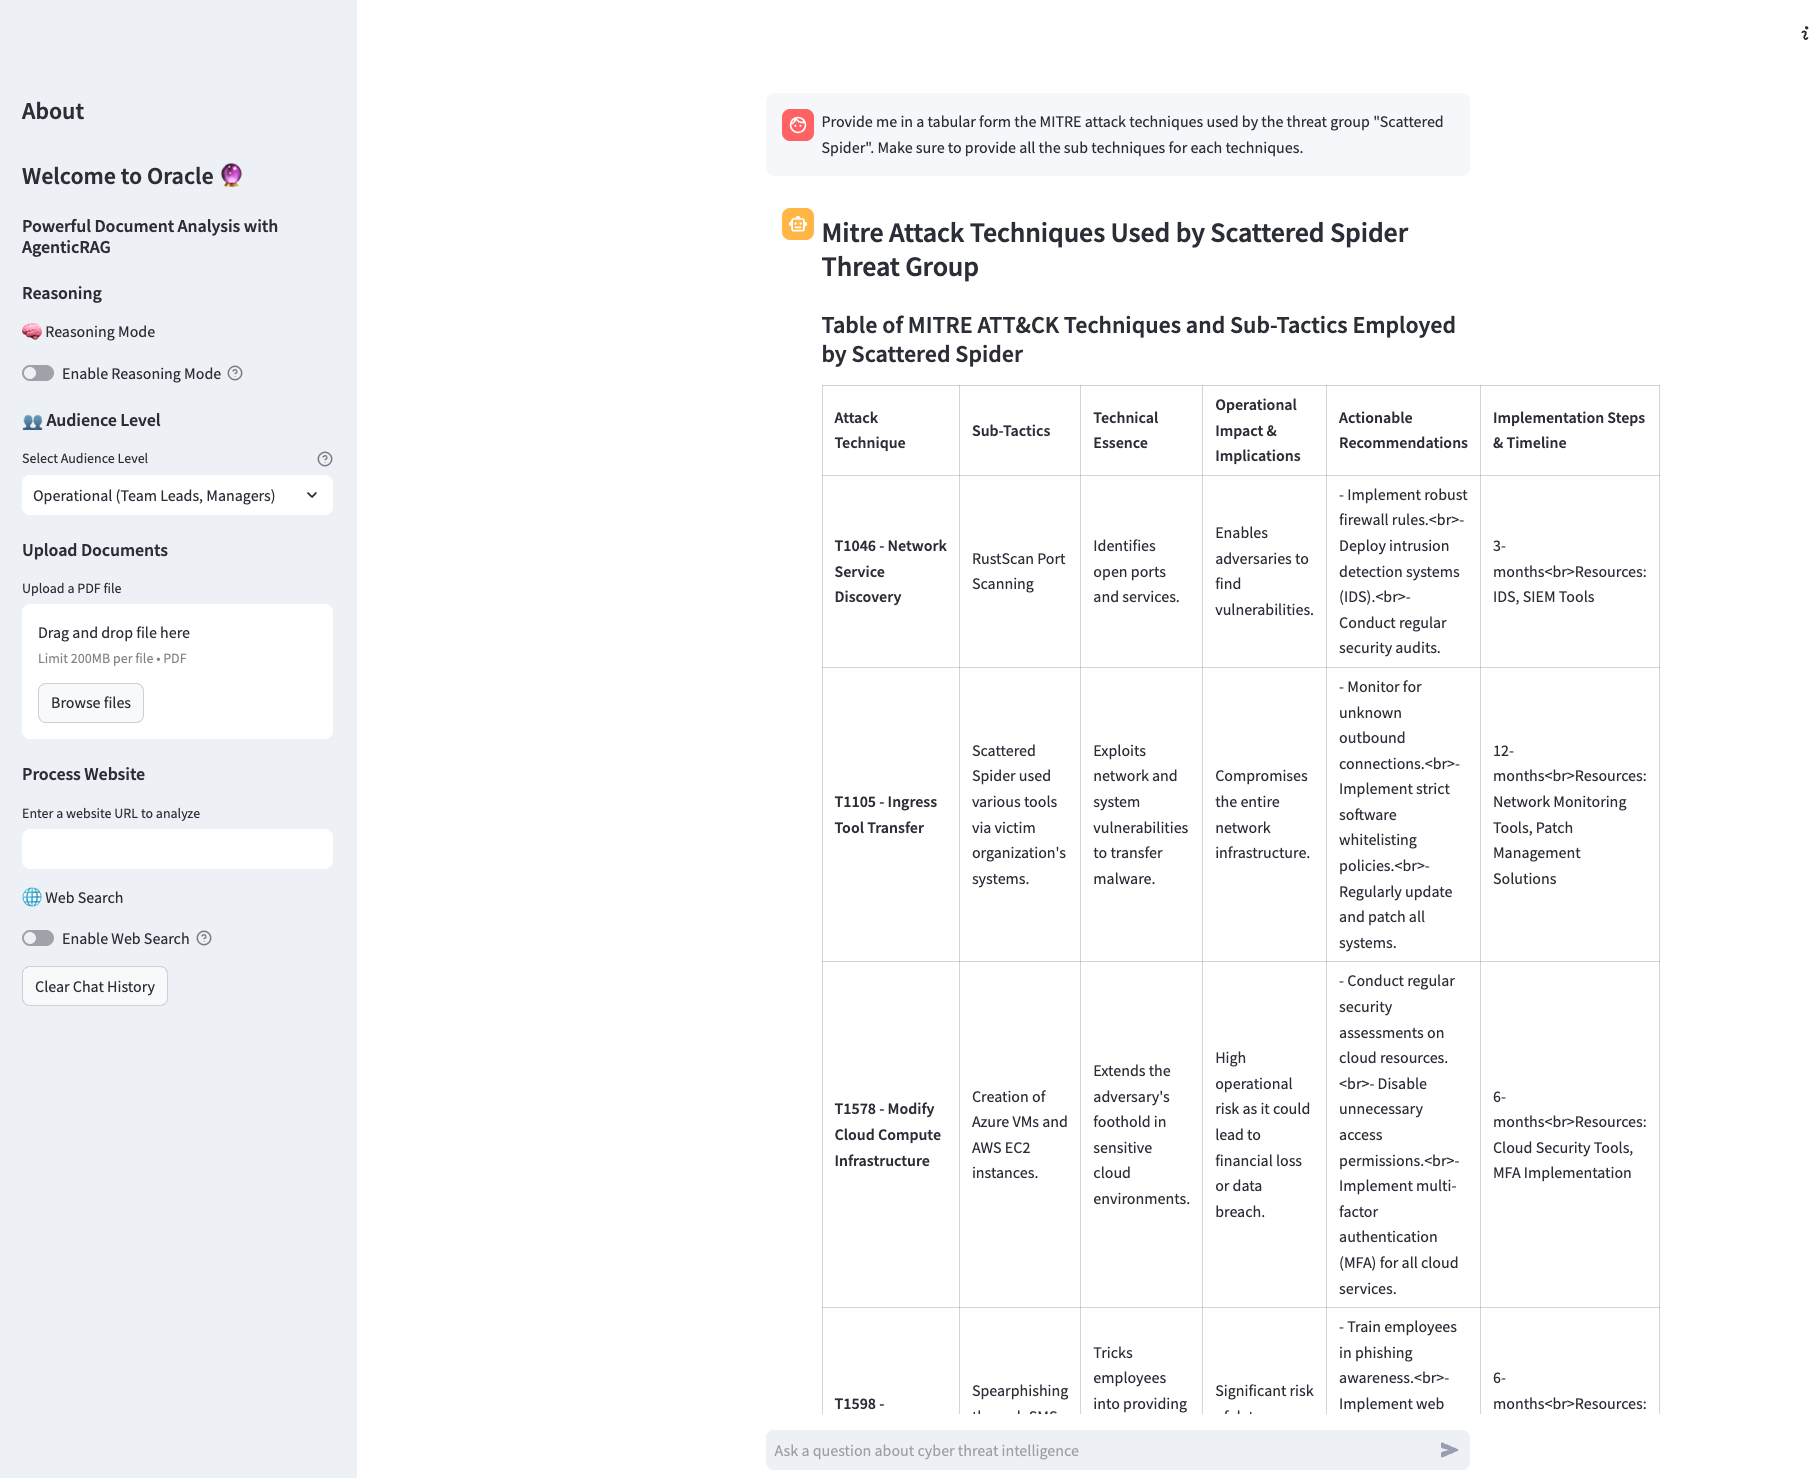 About
Welcome to Oracle 🔮
Powerful Document Analysis with
AgenticRAG
Reasoning
🧠 Reasoning Mode
Enable Reasoning Mode
👥 Audience Level
Select Audience Level
Operational (Team Leads, Managers)
Upload Documents
Upload a PDF file
Drag and drop file here
Limit 200MB per file • PDF
Browse files
Process Website
Enter a website URL to analyze
🌐 Web Search
Enable Web Search
Clear Chat History
i
Provide me in a tabular form the MITRE attack techniques used by the threat group "Scattered
Spider". Make sure to provide all the sub techniques for each techniques.
Mitre Attack Techniques Used by Scattered Spider
Threat Group
Table of MITRE ATT&CK Techniques and Sub-Tactics Employed
by Scattered Spider
Attack
Technique
Sub-Tactics
Technical
Essence
Operational
Impact &
Implications
Actionable
Recommendations
Implementation Steps
& Timeline
T1046 - Network
Service
Discovery
RustScan Port
Scanning
Identifies
open ports
and services.
Enables
adversaries to
find
vulnerabilities.
- Implement robust
firewall rules.<br>-
Deploy intrusion
detection systems
(IDS).<br>-
Conduct regular
security audits.
3-
months<br>Resources:
IDS, SIEM Tools
T1105 - Ingress
Tool Transfer
Scattered
Spider used
various tools
via victim
organization's
systems.
Exploits
network and
system
vulnerabilities
to transfer
malware.
Compromises
the entire
network
infrastructure.
- Monitor for
unknown
outbound
connections.<br>-
Implement strict
software
whitelisting
policies.<br>-
Regularly update
and patch all
systems.
12-
months<br>Resources:
Network Monitoring
Tools, Patch
Management
Solutions
T1578 - Modify
Cloud Compute
Infrastructure
Creation of
Azure VMs and
AWS EC2
instances.
Extends the
adversary's
foothold in
sensitive
cloud
environments.
High
operational
risk as it could
lead to
financial loss
or data
breach.
- Conduct regular
security
assessments on
cloud resources.
<br>- Disable
unnecessary
access
permissions.<br>-
Implement multi-
factor
authentication
(MFA) for all cloud
services.
6-
months<br>Resources:
Cloud Security Tools,
MFA Implementation
T1598 -
Spearphishing
Tricks
employees
into providing
Significant risk
- Train employees
in phishing
awareness.<br>-
Implement web
6-
months<br>Resources:
Ask a question about cyber threat intelligence